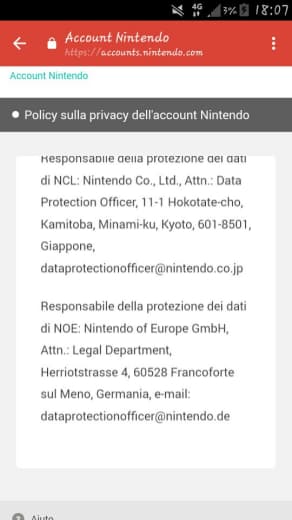 4G 3% 18:07
Account Nintendo
https://accounts.nintendo.com
Account Nintendo
Policy sulla privacy dell'account Nintendo
Responsabile della protezione dei dati
di NCL: Nintendo Co., Ltd., Attn.: Data
Protection Officer, 11-1 Hokotate-cho,
Kamitoba, Minami-ku, Kyoto, 601-8501,
Giappone,
dataprotectionofficer@nintendo.co.jp
Responsabile della protezione dei dati
di NOE: Nintendo of Europe GmbH,
Attn.: Legal Department,
Herriotstrasse 4, 60528 Francoforte
sul Meno, Germania, e-mail:
dataprotectionofficer@nintendo.de
? Aiuto